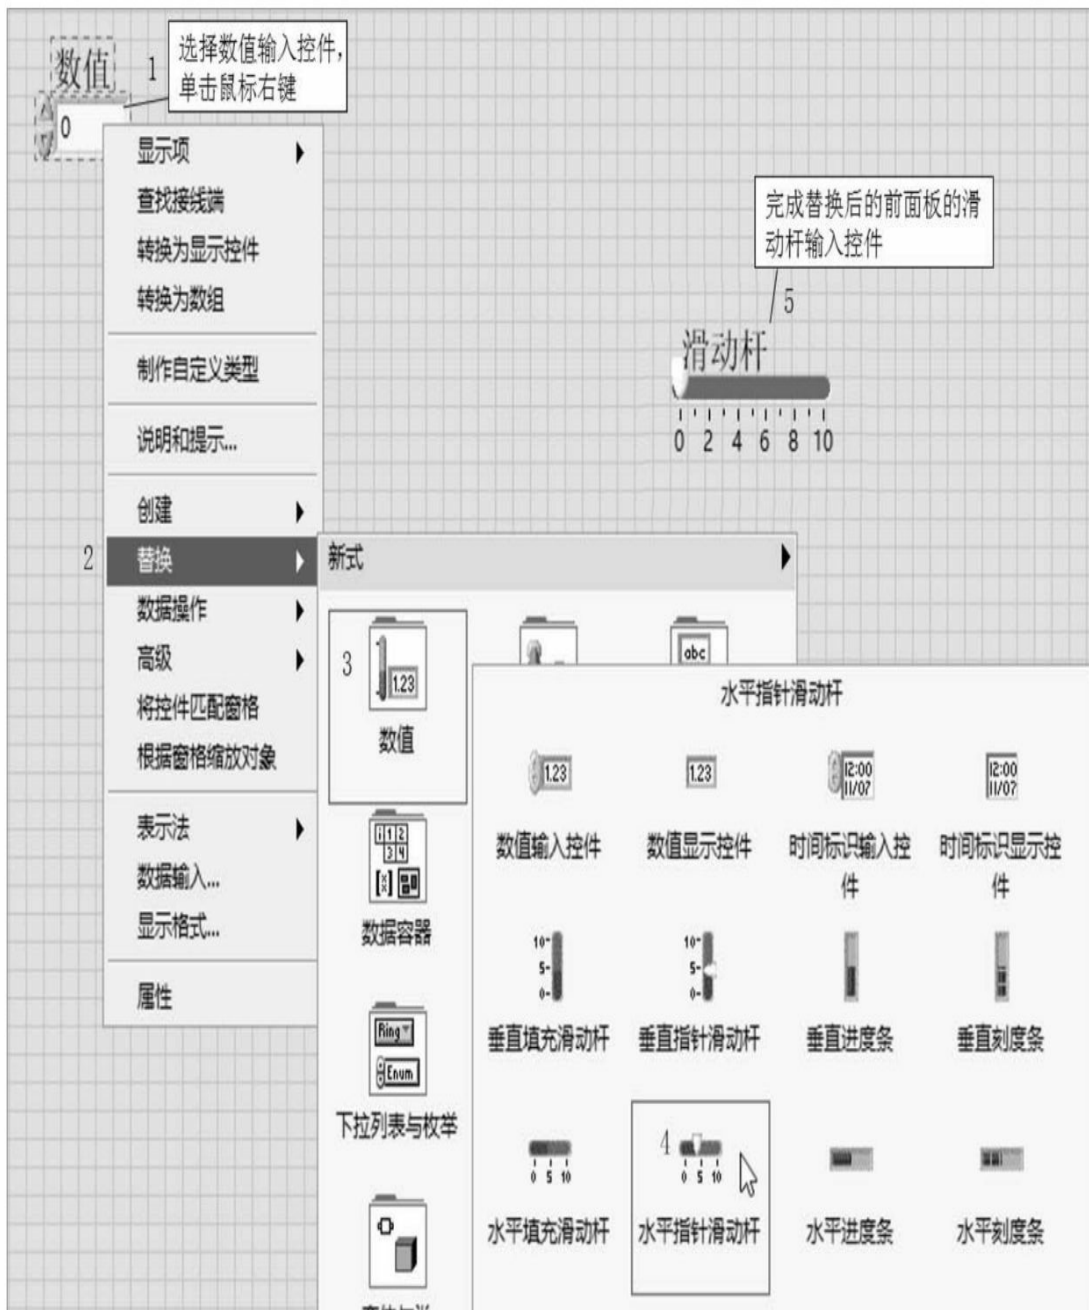 数值
1
选择数值输入控件，
单击鼠标右键
0
显示项
查找接线端
转换为显示控件
转换为数组
制作自定义类型
说明和提示...
创建
2
替换
数据操作
高级
将控件匹配窗格
根据窗格缩放对象
表示法
数据输入...
显示格式...
属性
完成替换后的前面板的滑
动杆输入控件
5
滑动杆
0 2 4 6 8 10
新式
3
1.23
数值
abc
数据容器
Ring
Enum
下拉列表与枚举
水平指针滑动杆
1.23
1.23
12:00
11/07
12:00
11/07
数值输入控件
数值显示控件
时间标识输入控
件
时间标识显示控
件
10
5
0
10
5
0
垂直填充滑动杆
垂直指针滑动杆
垂直进度条
垂直刻度条
0 5 10
4
0 5 10
水平填充滑动杆
水平指针滑动杆
水平进度条
水平刻度条